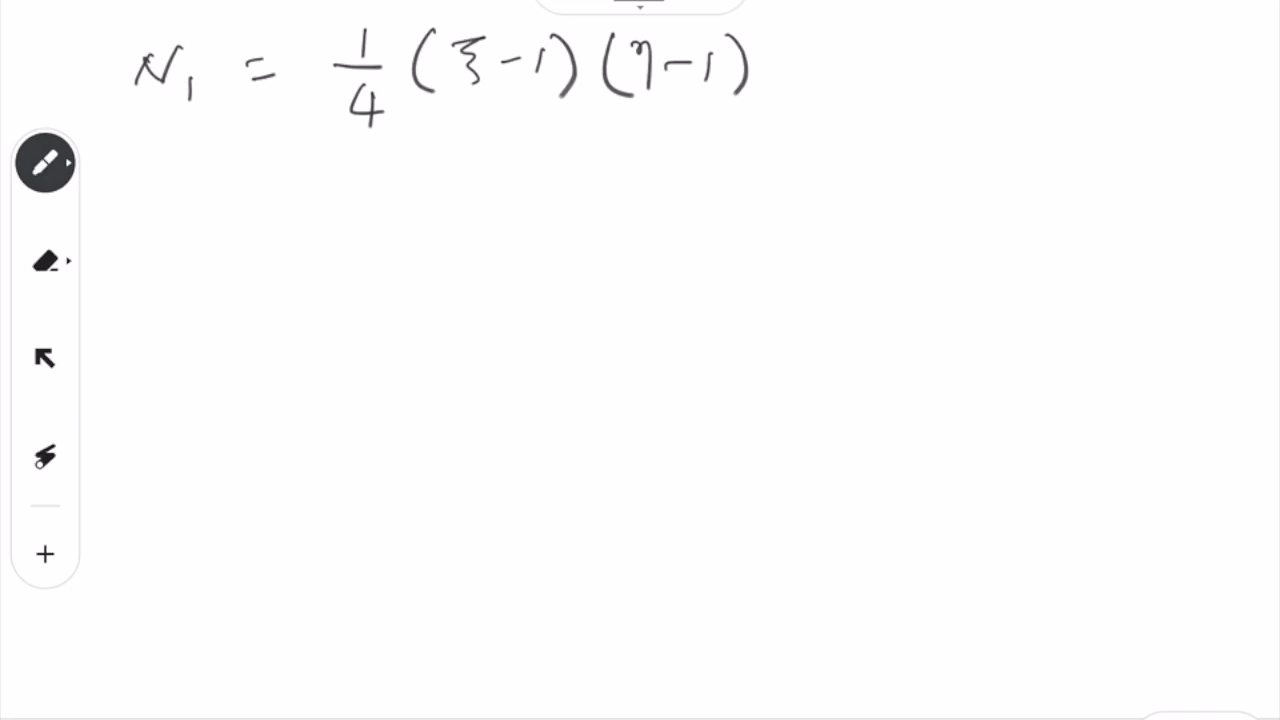 N₁ = 1/4 (ξ-1)(η-1)